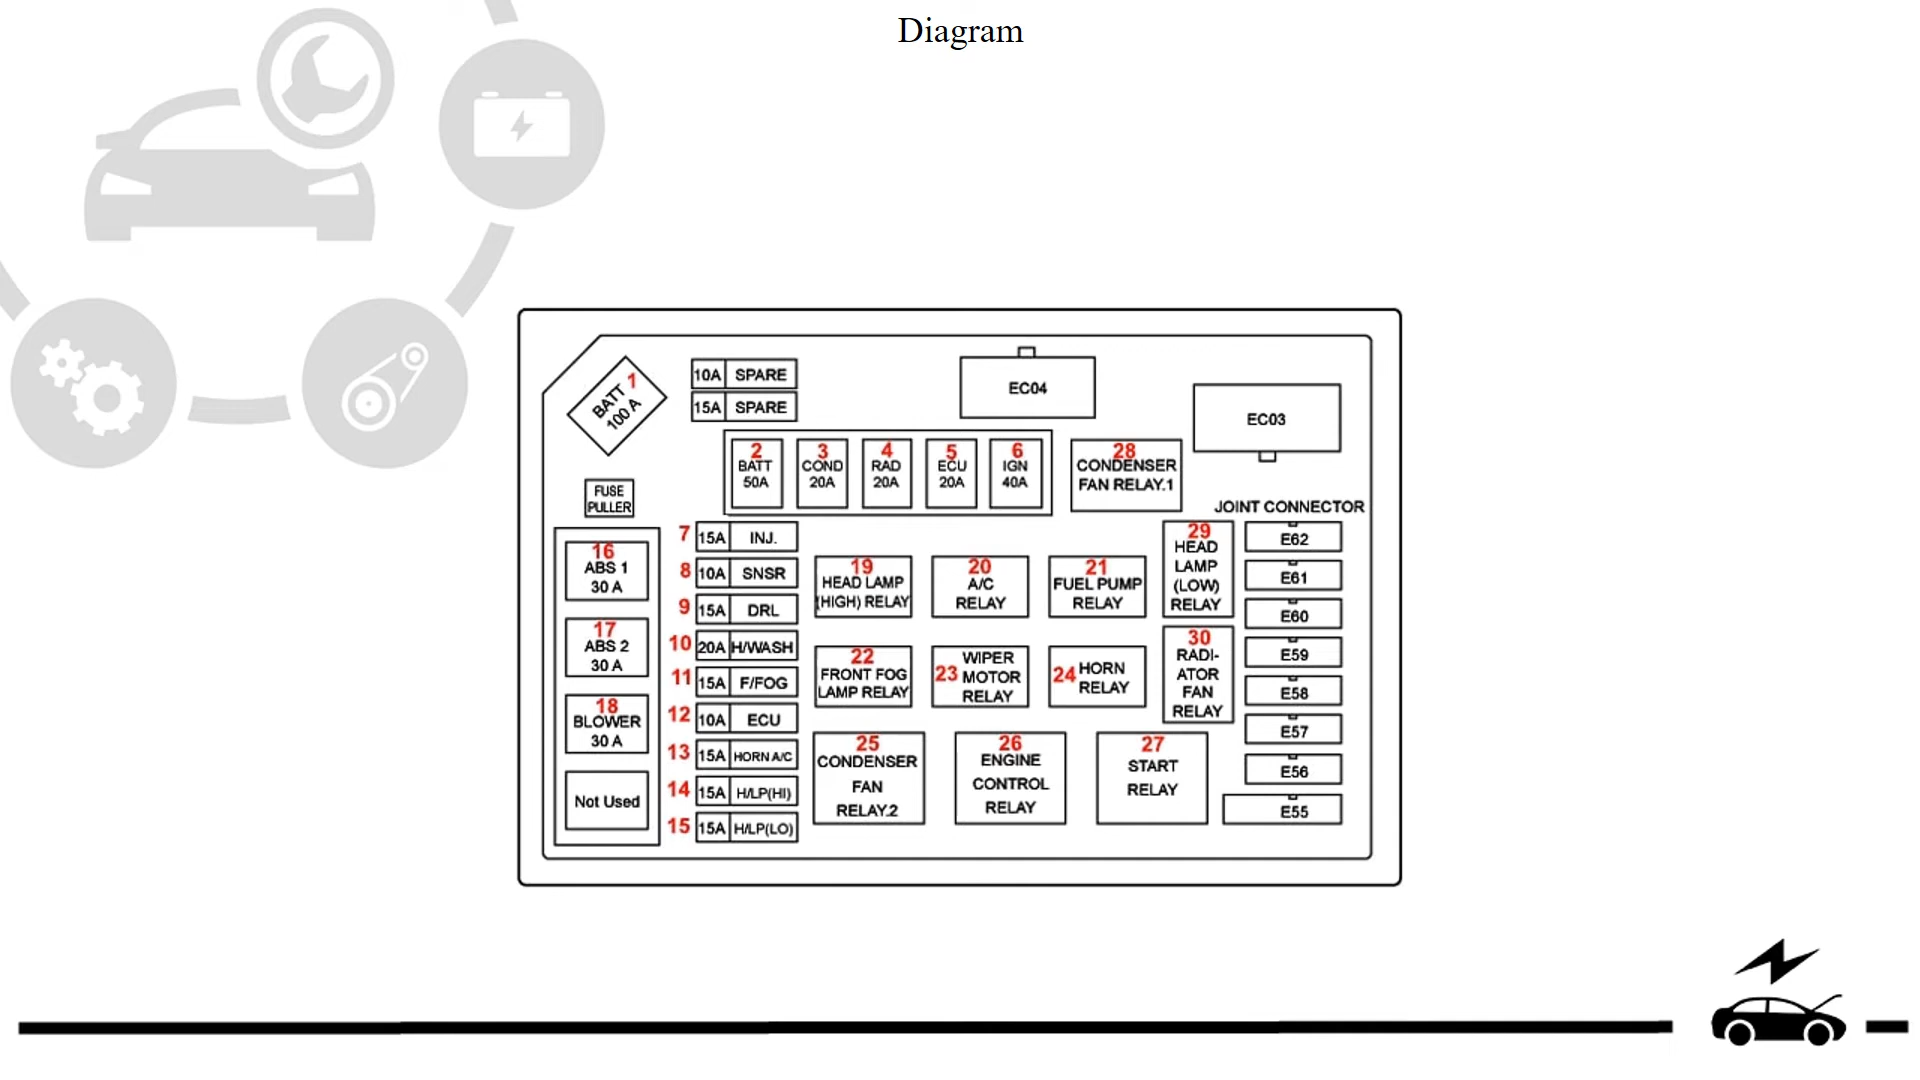 Diagram
BATT 1
100 A
10A SPARE
15A SPARE
EC04
EC03
2
BATT
50A
3
COND
20A
4
RAD
20A
5
ECU
20A
6
IGN
40A
28
CONDENSER
FAN RELAY.1
FUSE
PULLER
JOINT CONNECTOR
16
ABS 1
30 A
17
ABS 2
30 A
18
BLOWER
30 A
Not Used
7 15A INJ.
8 10A SNSR
9 15A DRL
10 20A H/WASH
11 15A F/FOG
12 10A ECU
13 15A HORN A/C
14 15A H/LP(HI)
15 15A H/LP(LO)
19
HEAD LAMP
(HIGH) RELAY
20
A/C
RELAY
21
FUEL PUMP
RELAY
29
HEAD
LAMP
(LOW)
RELAY
22
FRONT FOG
LAMP RELAY
23 WIPER
MOTOR
RELAY
24 HORN
RELAY
30
RADI-
ATOR
FAN
RELAY
25
CONDENSER
FAN
RELAY.2
26
ENGINE
CONTROL
RELAY
27
START
RELAY
E62
E61
E60
E59
E58
E57
E56
E55